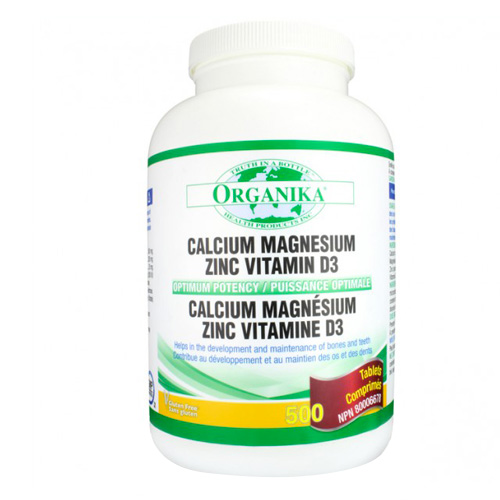 TRUTH IN A BOTTLE
ORGANIKA®
HEALTH PRODUCTS INC
CALCIUM MAGNESIUM
ZINC VITAMIN D3
OPTIMUM POTENCY / PUISSANCE OPTIMALE
CALCIUM MAGNÉSIUM
ZINC VITAMINE D3
Helps in the development and maintenance of bones and teeth
Contribue au développement et au maintien des os et des dents
Gluten Free
Sans gluten
500
Tablets
Comprimés
NPN 80006678